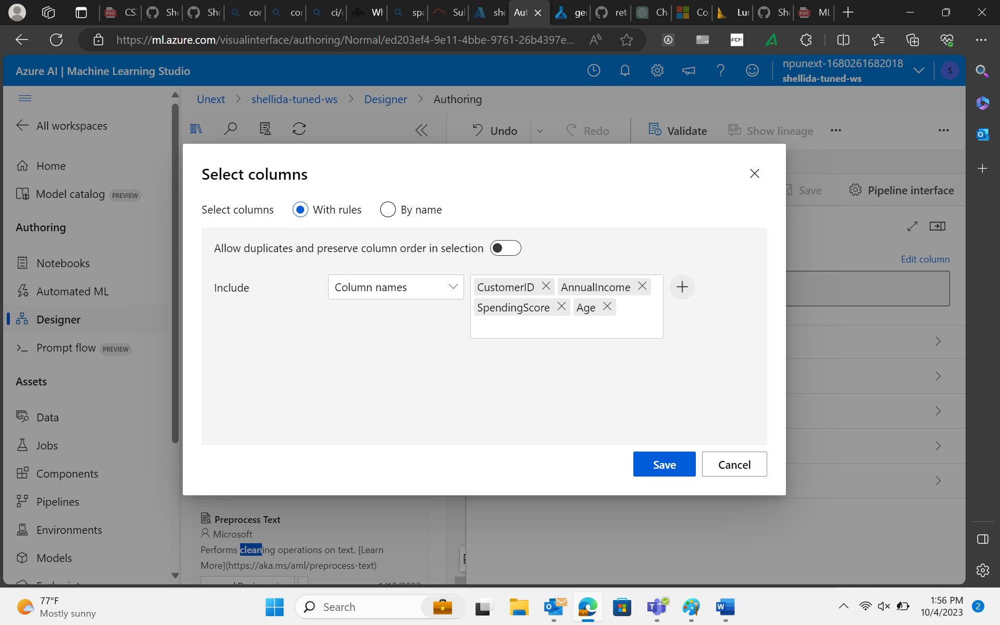 CS
She
She
cor
cor
ci/
Wh
spa
Sul
she
Aut
ger
ret
Ch
Co
Lur
She
ML
https://ml.azure.com/visualinterface/authoring/Normal/ed203ef4-9e11-4bbe-9761-26b4397e...
FCM
Azure AI | Machine Learning Studio
npunext-1680261682018
shellida-tuned-ws
S
Unext > shellida-tuned-ws > Designer > Authoring
All workspaces
Undo
Redo
Validate
Show lineage
Home
Model catalog PREVIEW
Authoring
Notebooks
Automated ML
Designer
Prompt flow PREVIEW
Assets
Data
Jobs
Components
Pipelines
Environments
Models
Select columns
Save
Pipeline interface
Select columns With rules By name
Allow duplicates and preserve column order in selection
Edit column
Include
Column names
CustomerID AnnualIncome
SpendingScore Age
Save
Cancel
Preprocess Text
Microsoft
Performs cleaning operations on text. [Learn
More](https://aka.ms/aml/preprocess-text)
77°F
Mostly sunny
Search
1:56 PM
10/4/2023
2